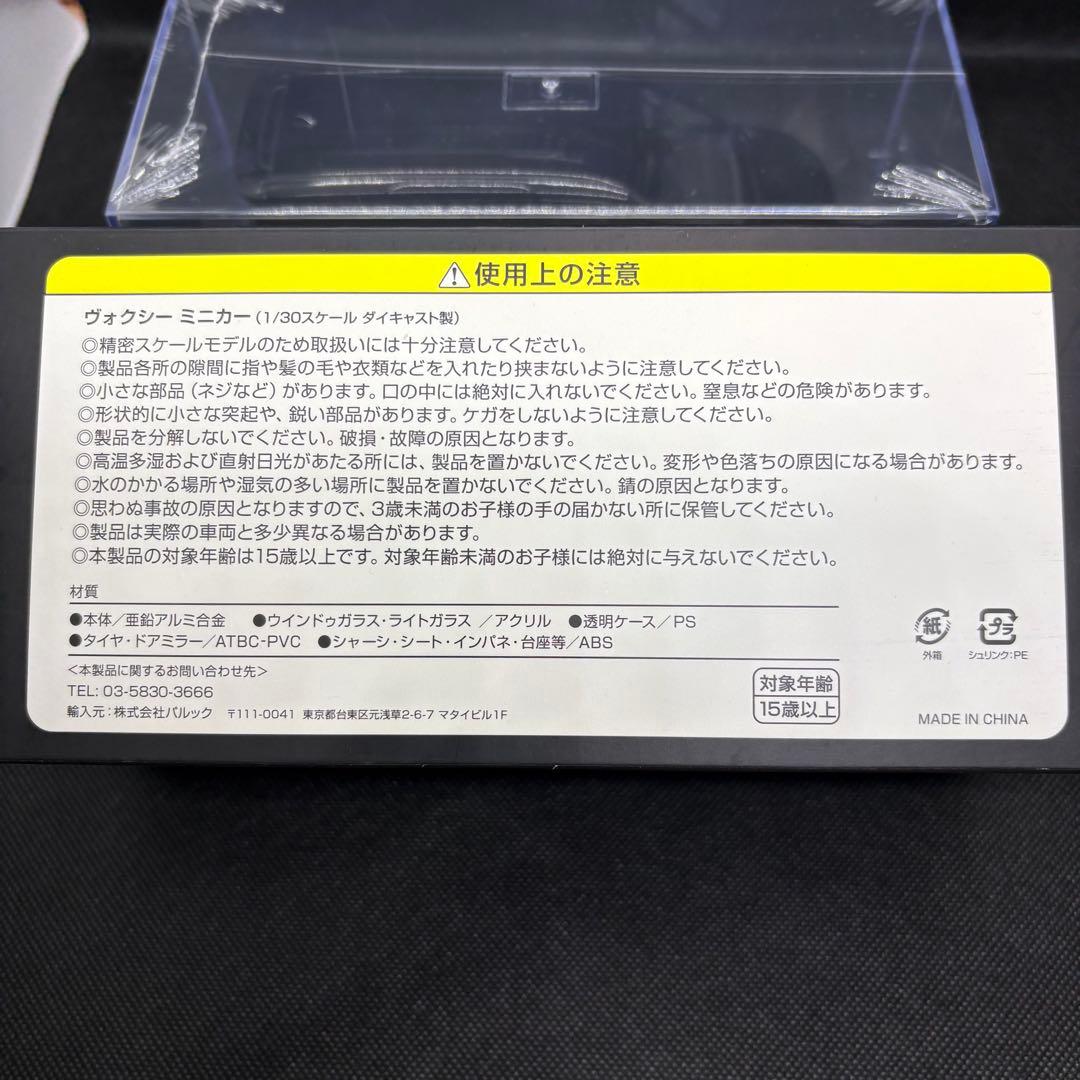 ⚠使用上の注意
ヴォクシー ミニカー(1/30スケール ダイキャスト製)
◎精密スケールモデルのため取扱いには十分注意してください。
◎製品各所の隙間に指や髪の毛や衣類などを入れたり挟まないように注意してください。
◎小さな部品(ネジなど)があります。口の中には絶対に入れないでください。窒息などの危険があります。
◎形状的に小さな突起や、鋭い部品があります。ケガをしないように注意してください。
◎製品を分解しないでください。破損・故障の原因となります。
◎高温多湿および直射日光があたる所には、製品を置かないでください。変形や色落ちの原因になる場合があります。
◎水のかかる場所や湿気の多い場所に製品を置かないでください。錆の原因となります。
◎思わぬ事故の原因となりますので、3歳未満のお子様の手の届かない所に保管してください。
◎製品は実際の車両と多少異なる場合があります。
◎本製品の対象年齢は15歳以上です。対象年齢未満のお子様には絶対に与えないでください。
材質
●本体/亜鉛アルミ合金 ●ウインドゥガラス・ライトガラス /アクリル ●透明ケース/PS
●タイヤ・ドアミラー/ATBC-PVC ●シャーシ・シート・インパネ・台座等/ABS
紙 プラ
外箱 シュリンク:PE
<本製品に関するお問い合わせ先>
TEL: 03-5830-3666
輸入元:株式会社バルック 〒111-0041 東京都台東区元浅草2-6-7 マタイビル1F
対象年齢
15歳以上
MADE IN CHINA